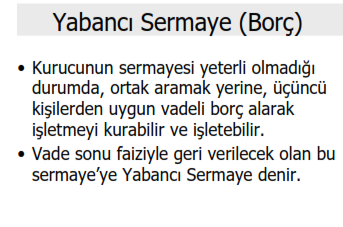 Yabancı Sermaye (Borç)
• Kurucunun sermayesi yeterli olmadığı
durumda, ortak aramak yerine, üçüncü
kişilerden uygun vadeli borç alarak
işletmeyi kurabilir ve işletebilir.
• Vade sonu faiziyle geri verilecek olan bu
sermaye’ye Yabancı Sermaye denir.